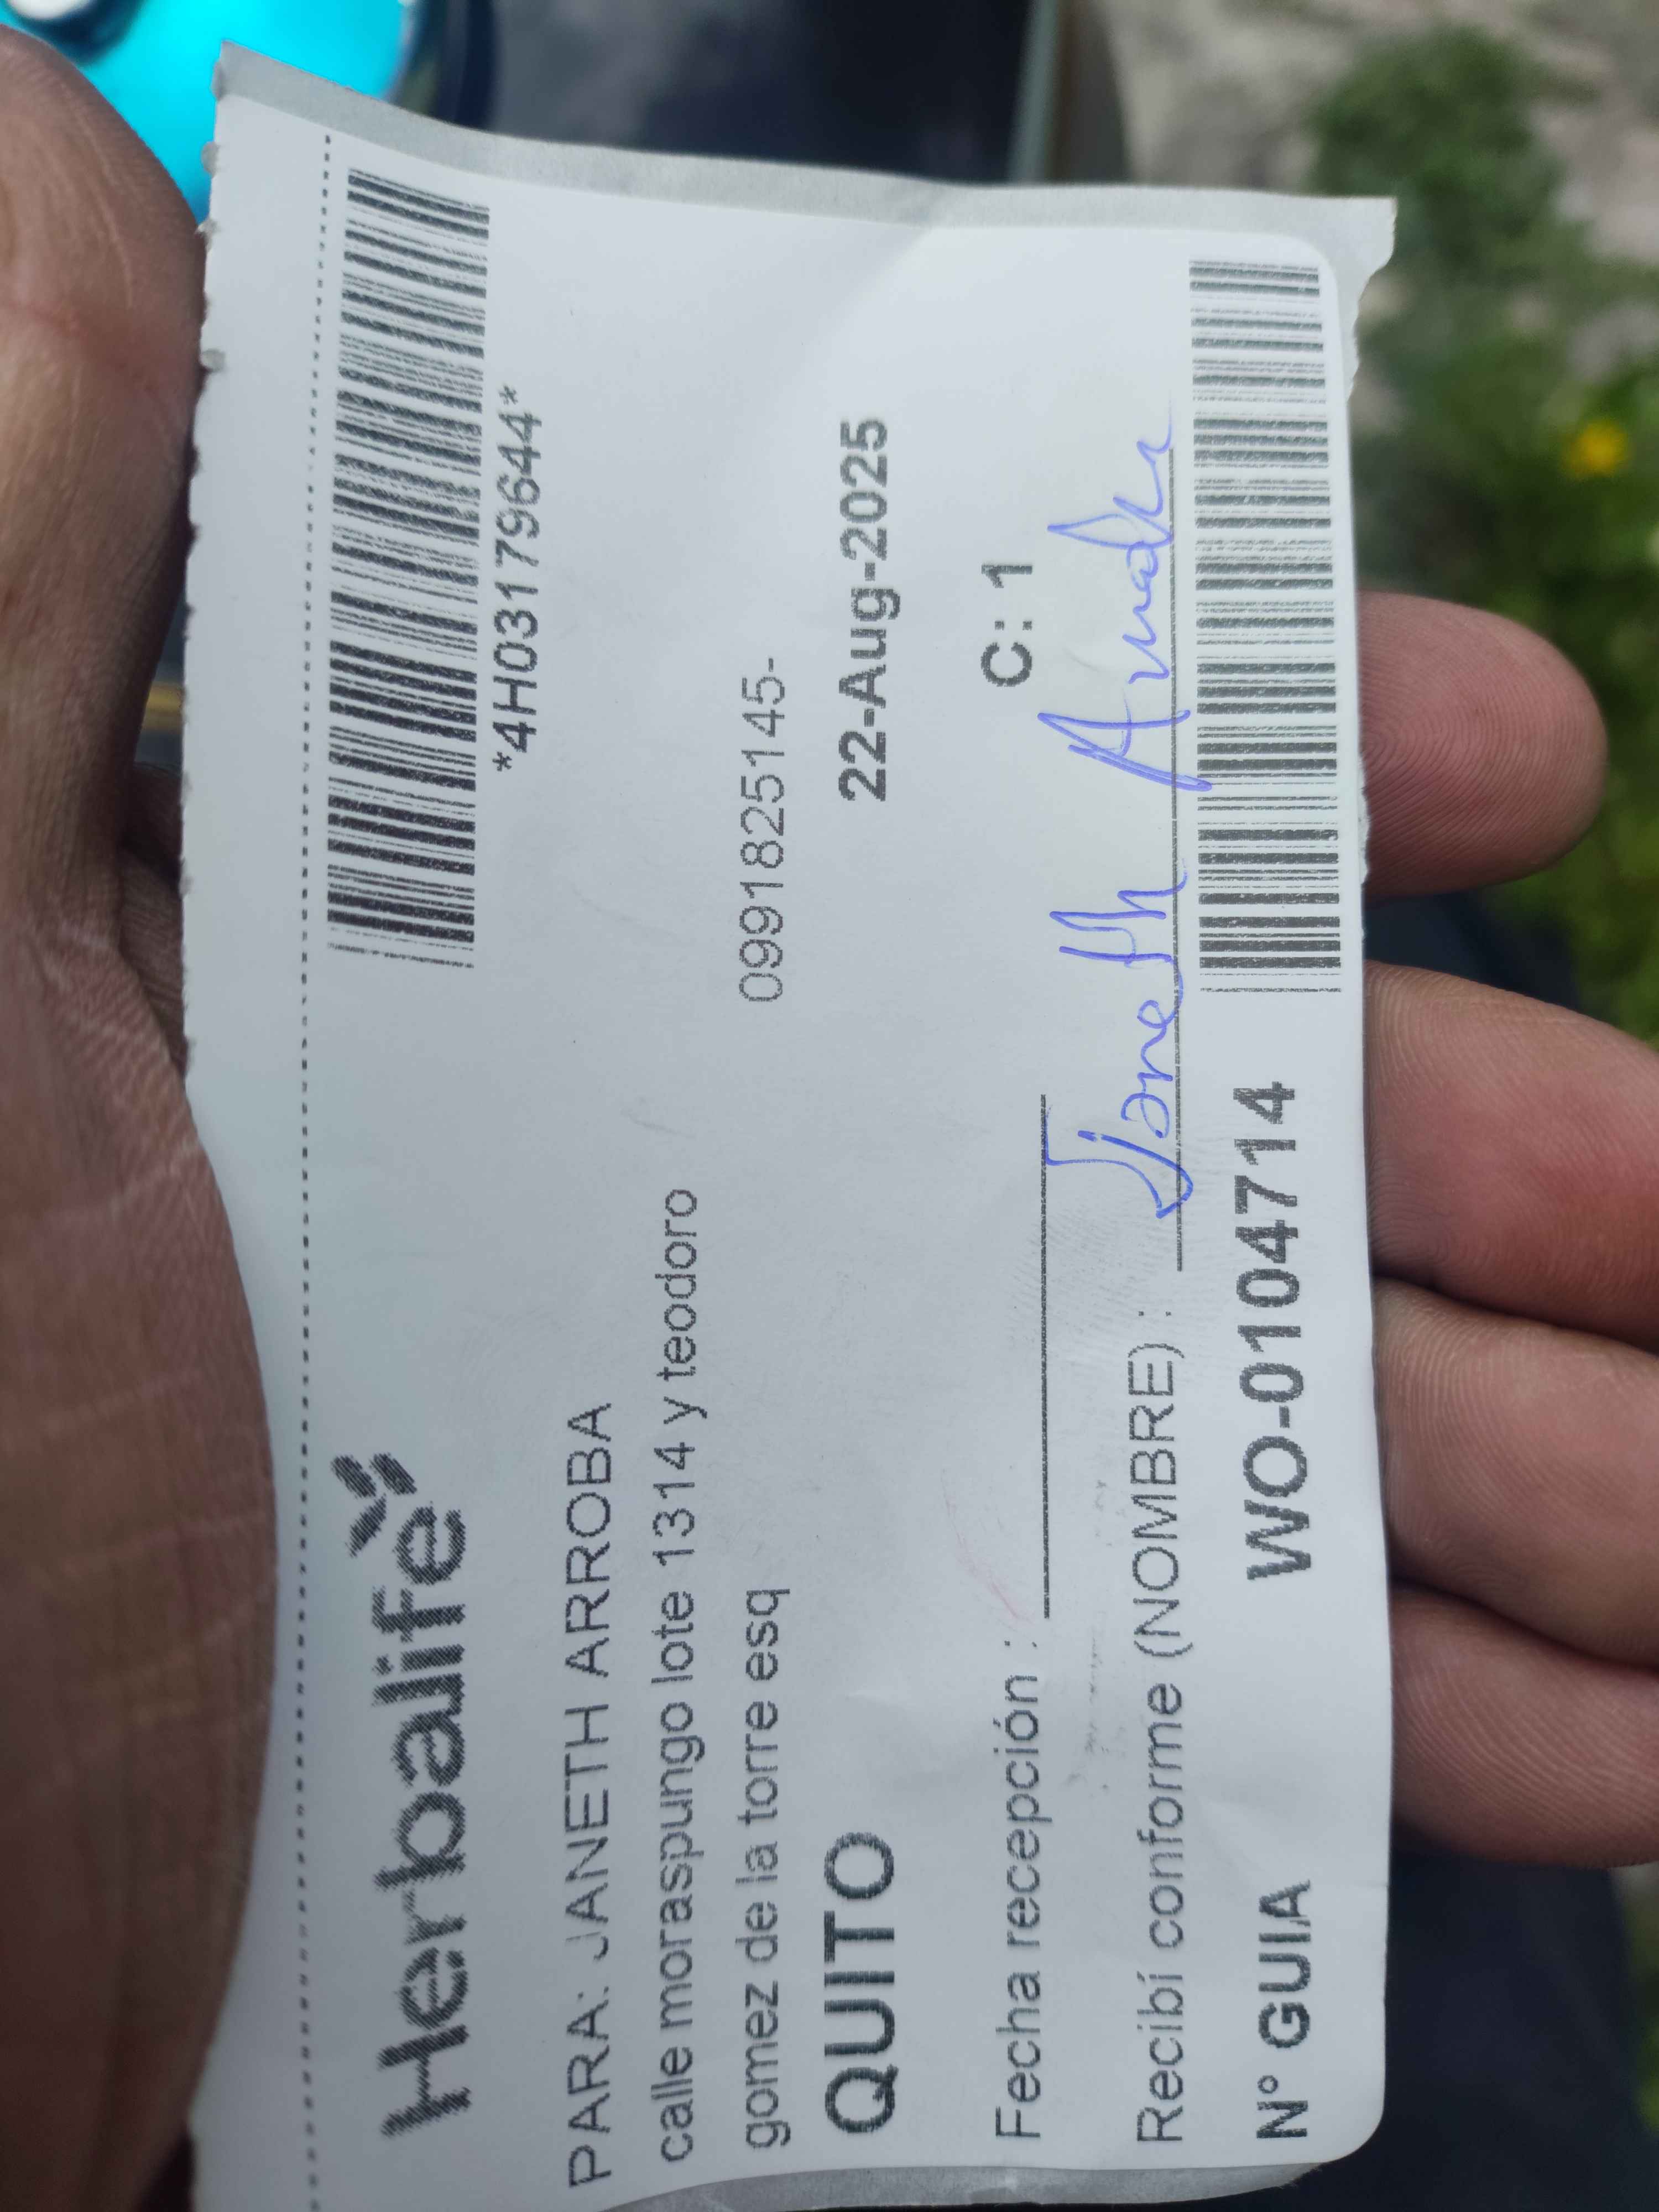 Herbalife
*4H03179644*
PARA: JANETH ARROBA
calle moraspungo lote 1314 y teodoro
gomez de la torre esq 0991825145-
QUITO 22-Aug-2025
Fecha recepción : C: 1
Recibí conforme (NOMBRE) : Janeth
N° GUIA WO-0104714